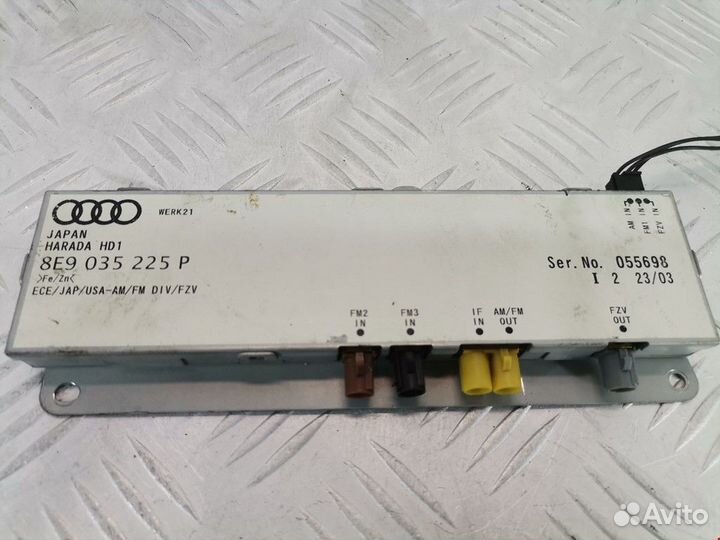 WERK21
JAPAN
HARADA HD1
8E9 035 225 P
>Fe/Zn<
ECE/JAP/USA-AM/FM DIV/FZV
AM IN
FM1 IN
FZV IN
Ser.No. 055698
I 2 23/03
FM2 IN
FM3 IN
IF IN
AM/FM OUT
FZV OUT
Avito